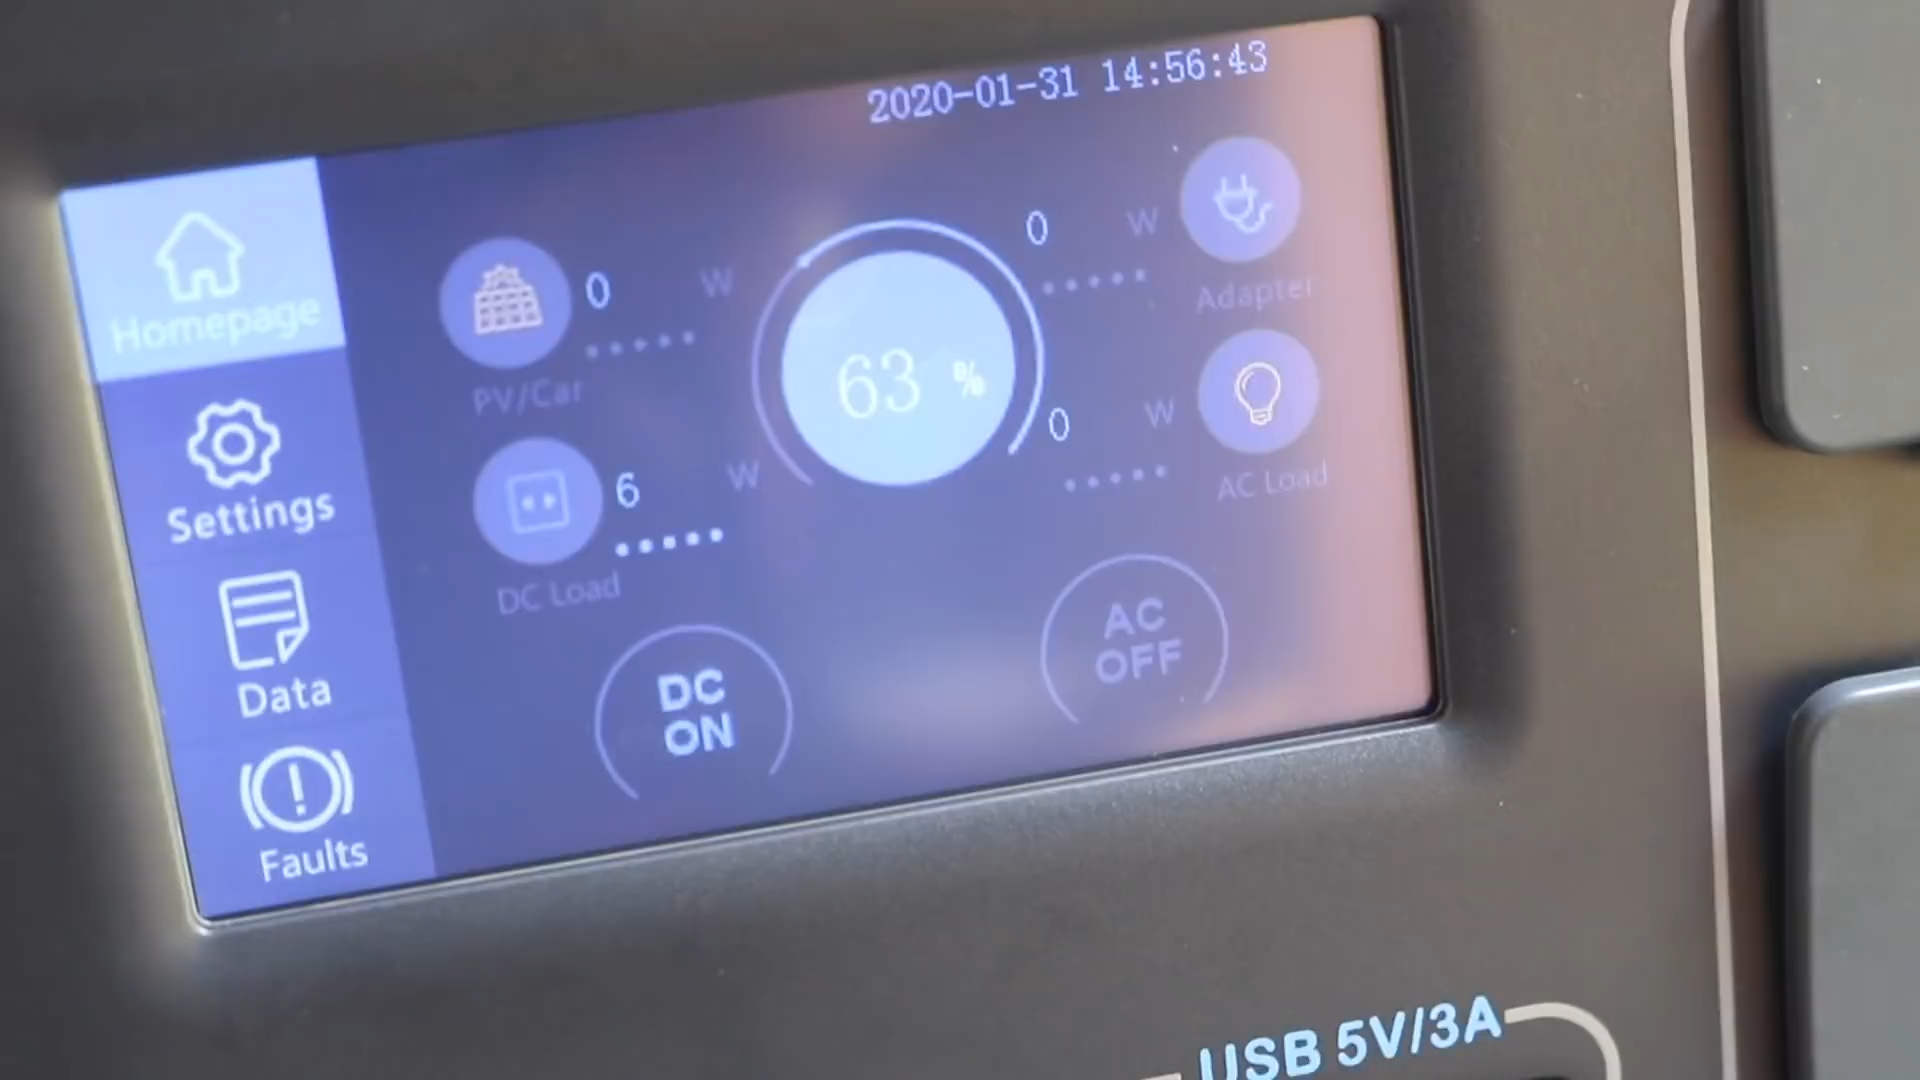 2020-01-31 14:56:43
Homepage
Settings
Data
Faults
0 W
PV/Car
6 W
DC Load
63 %
0 W
Adapter
0 W
AC Load
DC
ON
AC
OFF
USB 5V/3A